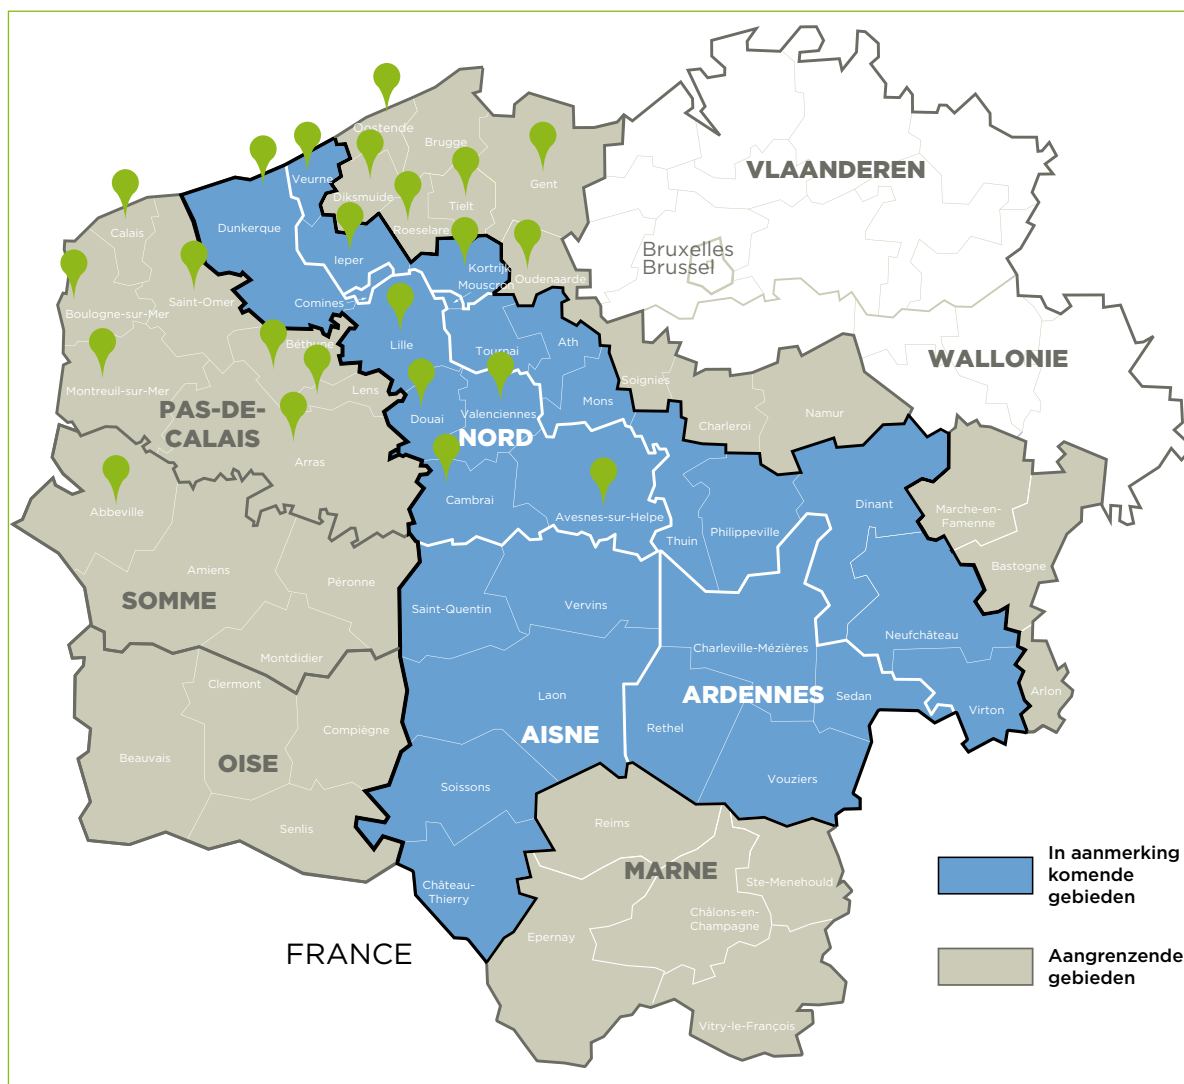 Oostende
Brugge
VLAANDEREN
Veurne
Gent
Diksmuide
Tielt
Dunkerque
Calais
Roeselare
Bruxelles
Brussel
Ieper
Kortrijk
Oudenaarde
Mouscron
Saint-Omer
Comines
Boulogne-sur-Mer
Béthune
Lille
Tournai
Ath
WALLONIE
Soignies
Montreuil-sur-Mer
Lens
Mons
PAS-DE-
CALAIS
Douai
Valenciennes
Namur
Charleroi
NORD
Arras
Cambrai
Dinant
Abbeville
Avesnes-sur-Helpe
Marche-en-
Famenne
Philippeville
Thuin
Bastogne
Amiens
Péronne
SOMME
Saint-Quentin
Vervins
Neufchâteau
Charleville-Mézières
Montdidier
Clermont
Laon
ARDENNES
Sedan
Arlon
Virton
Compiègne
Rethel
AISNE
Beauvais
OISE
Soissons
Vouziers
Reims
Senlis
MARNE
Château-
Thierry
Ste-Menehould
Châlons-en-
Champagne
Epernay
FRANCE
Vitry-le-François
In aanmerking
komende
gebieden
Aangrenzende
gebieden